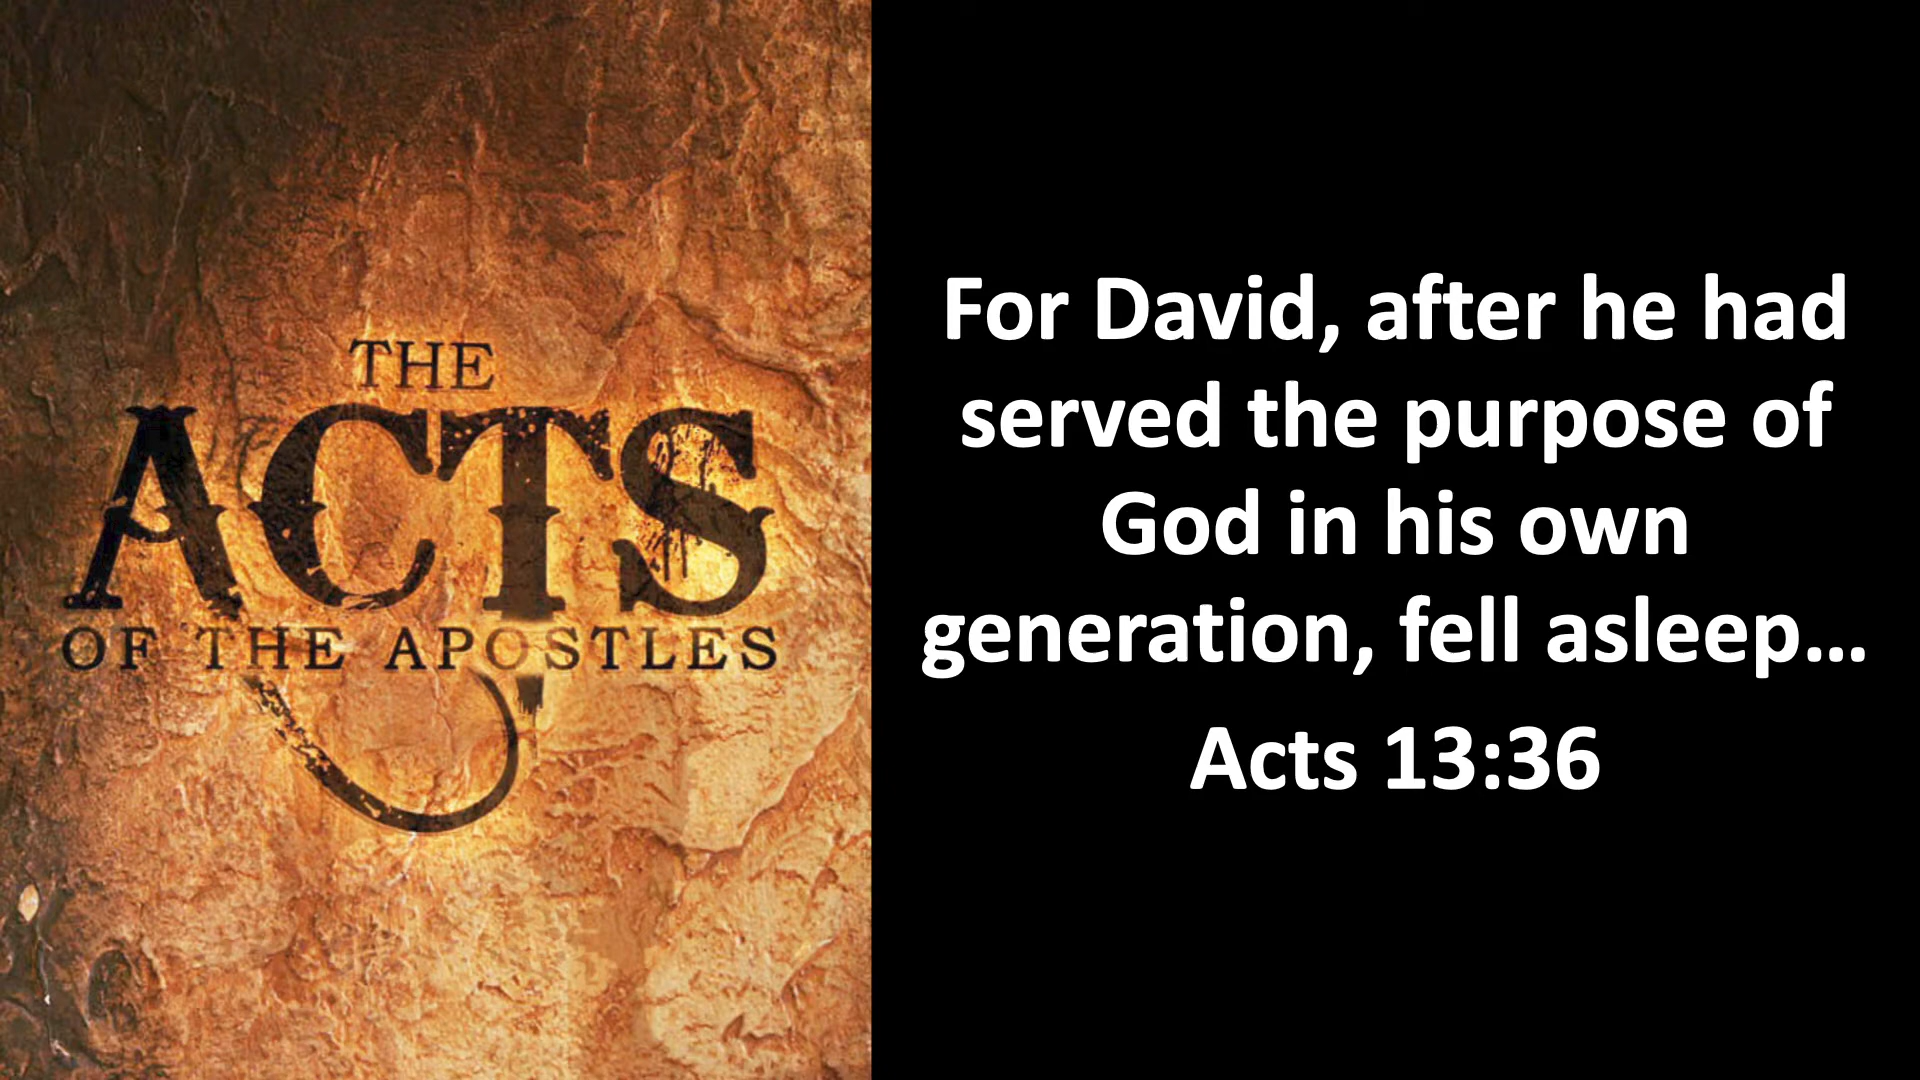 THE
ACTS
OF THE APOSTLES
For David, after he had
served the purpose of
God in his own
generation, fell asleep…
Acts 13:36